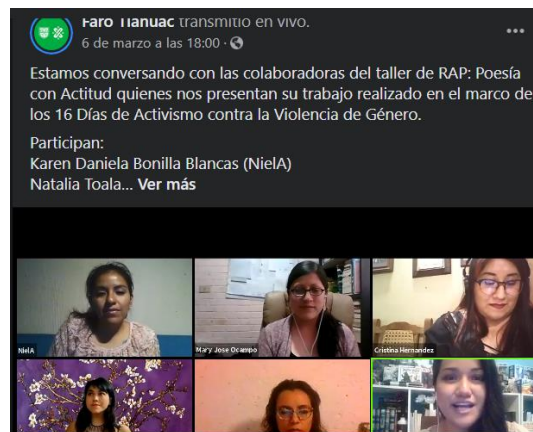 Faro Tláhuac transmitió en vivo.
6 de marzo a las 18:00 ·
Estamos conversando con las colaboradoras del taller de RAP: Poesía
con Actitud quienes nos presentan su trabajo realizado en el marco de
los 16 Días de Activismo contra la Violencia de Género.
Participan:
Karen Daniela Bonilla Blancas (NielA)
Natalia Toala... Ver más
NielA
Mary Jose Ocampo
Cristina Hernandez